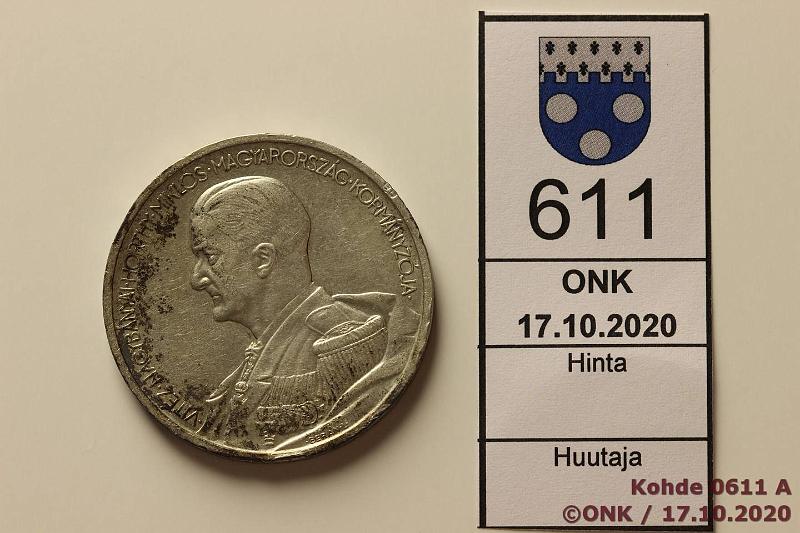 VITÉZ NAGYBÁNYAI HORTHY MIKLÓS · MAGYARORSZÁG · KORMÁNYZÓJA ·
611
ONK
17.10.2020
Hinta
Huutaja
Kohde 0611 A
©ONK / 17.10.2020